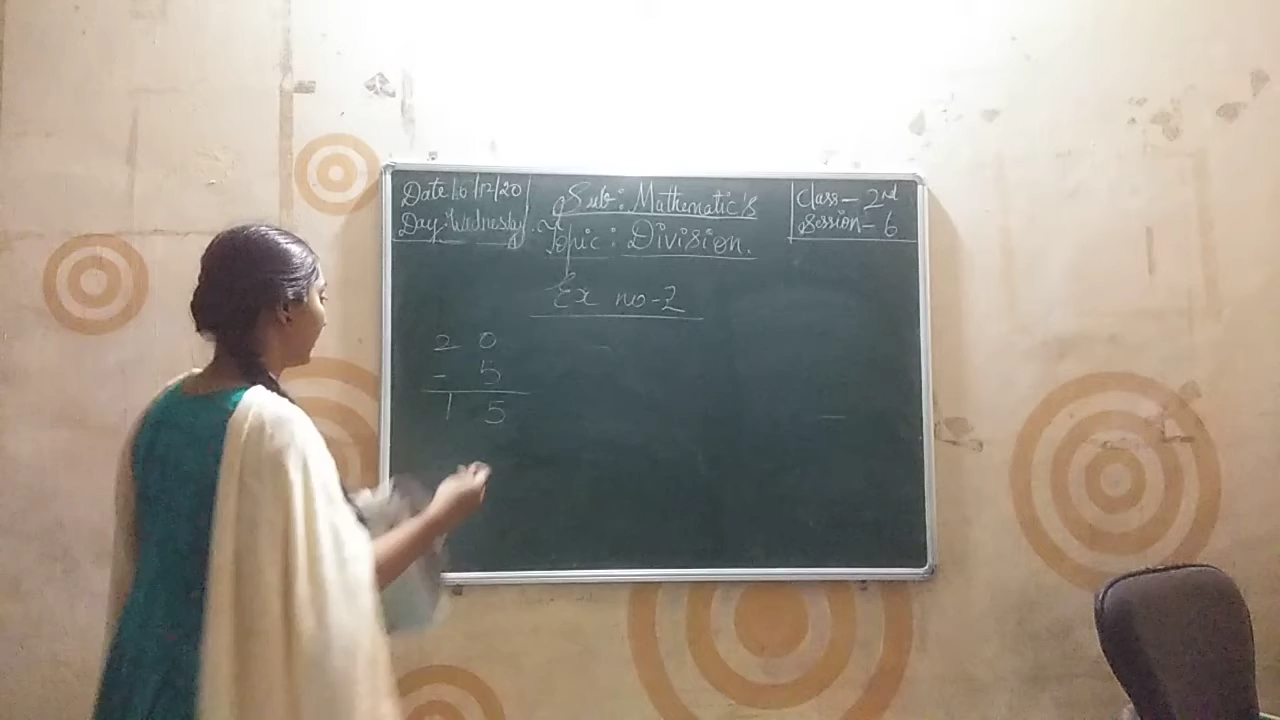 Date:16/12/20
Day:Wednesday
Sub: Mathematic's
Topic: Division.
Class- 2nd
Session- 6
Ex no-2
2 0
- 5
1 5